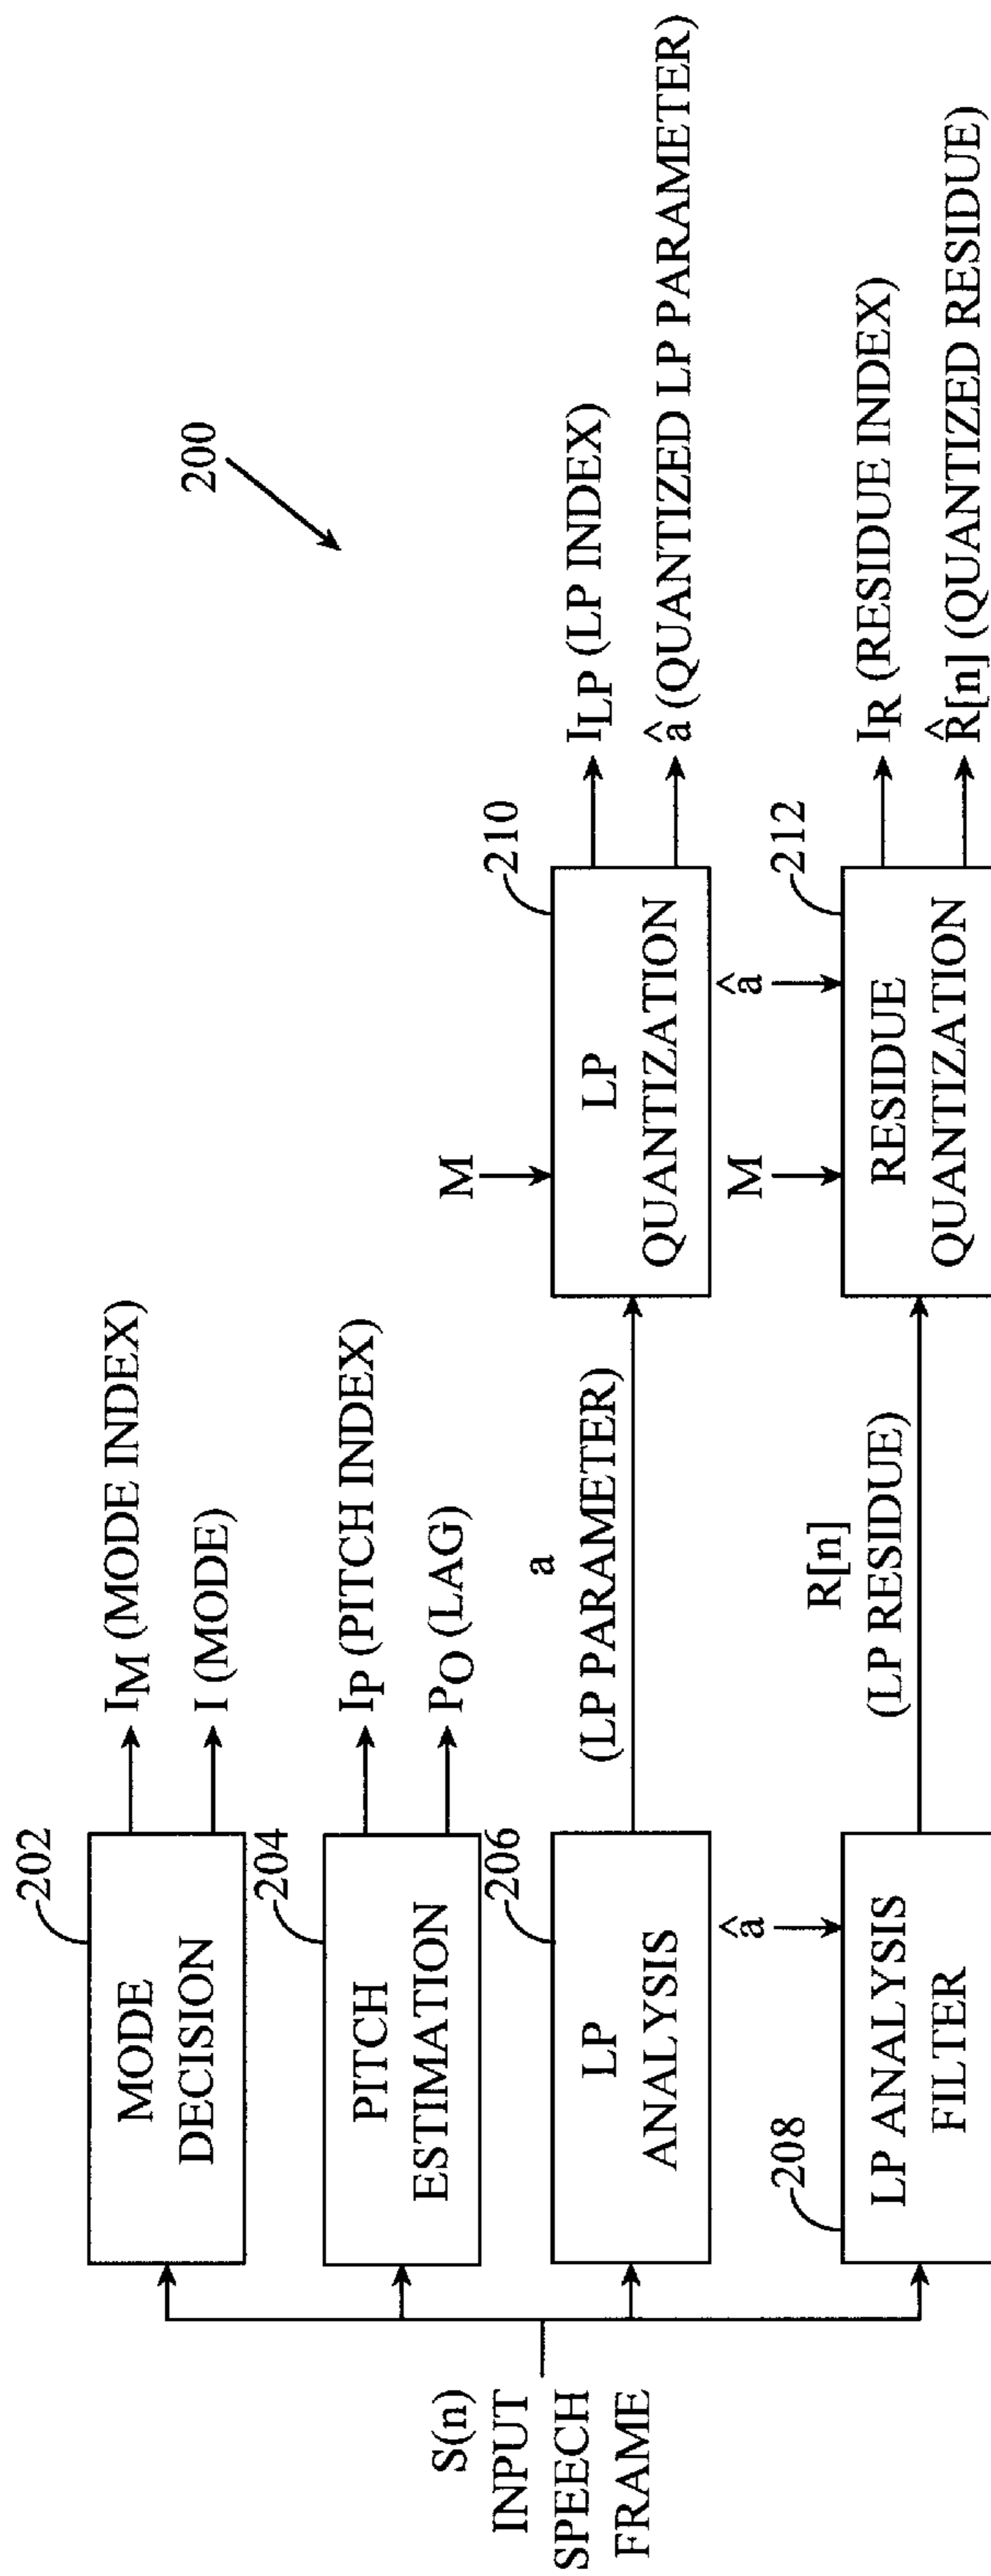 200
S(n)
INPUT
SPEECH
FRAME
202
MODE
DECISION
I_M (MODE INDEX)
I (MODE)
204
PITCH
ESTIMATION
I_P (PITCH INDEX)
P_O (LAG)
206
LP
ANALYSIS
a
(LP PARAMETER)
M
210
LP
QUANTIZATION
I_LP (LP INDEX)
â (QUANTIZED LP PARAMETER)
208
â
LP ANALYSIS
FILTER
R[n]
(LP RESIDUE)
M
â
212
RESIDUE
QUANTIZATION
I_R (RESIDUE INDEX)
R̂[n] (QUANTIZED RESIDUE)